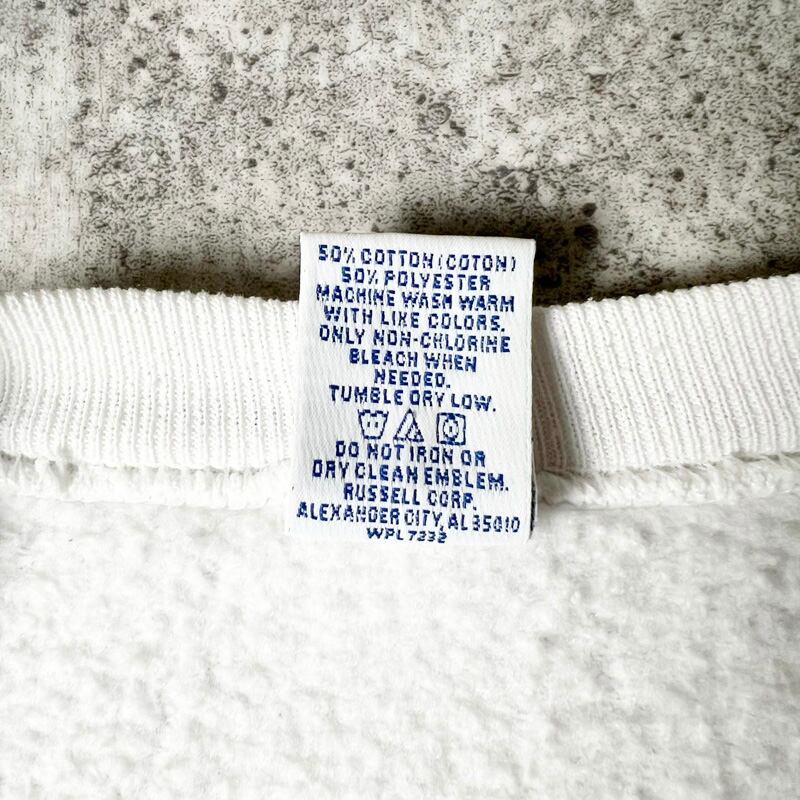 50% COTTON (COTON)
50% POLYESTER
MACHINE WASH WARM
WITH LIKE COLORS.
ONLY NON-CHLORINE
BLEACH WHEN
NEEDED.
TUMBLE DRY LOW.
DO NOT IRON OR
DRY CLEAN EMBLEM.
RUSSELL CORP.
ALEXANDER CITY, AL 35010
WPL 7232